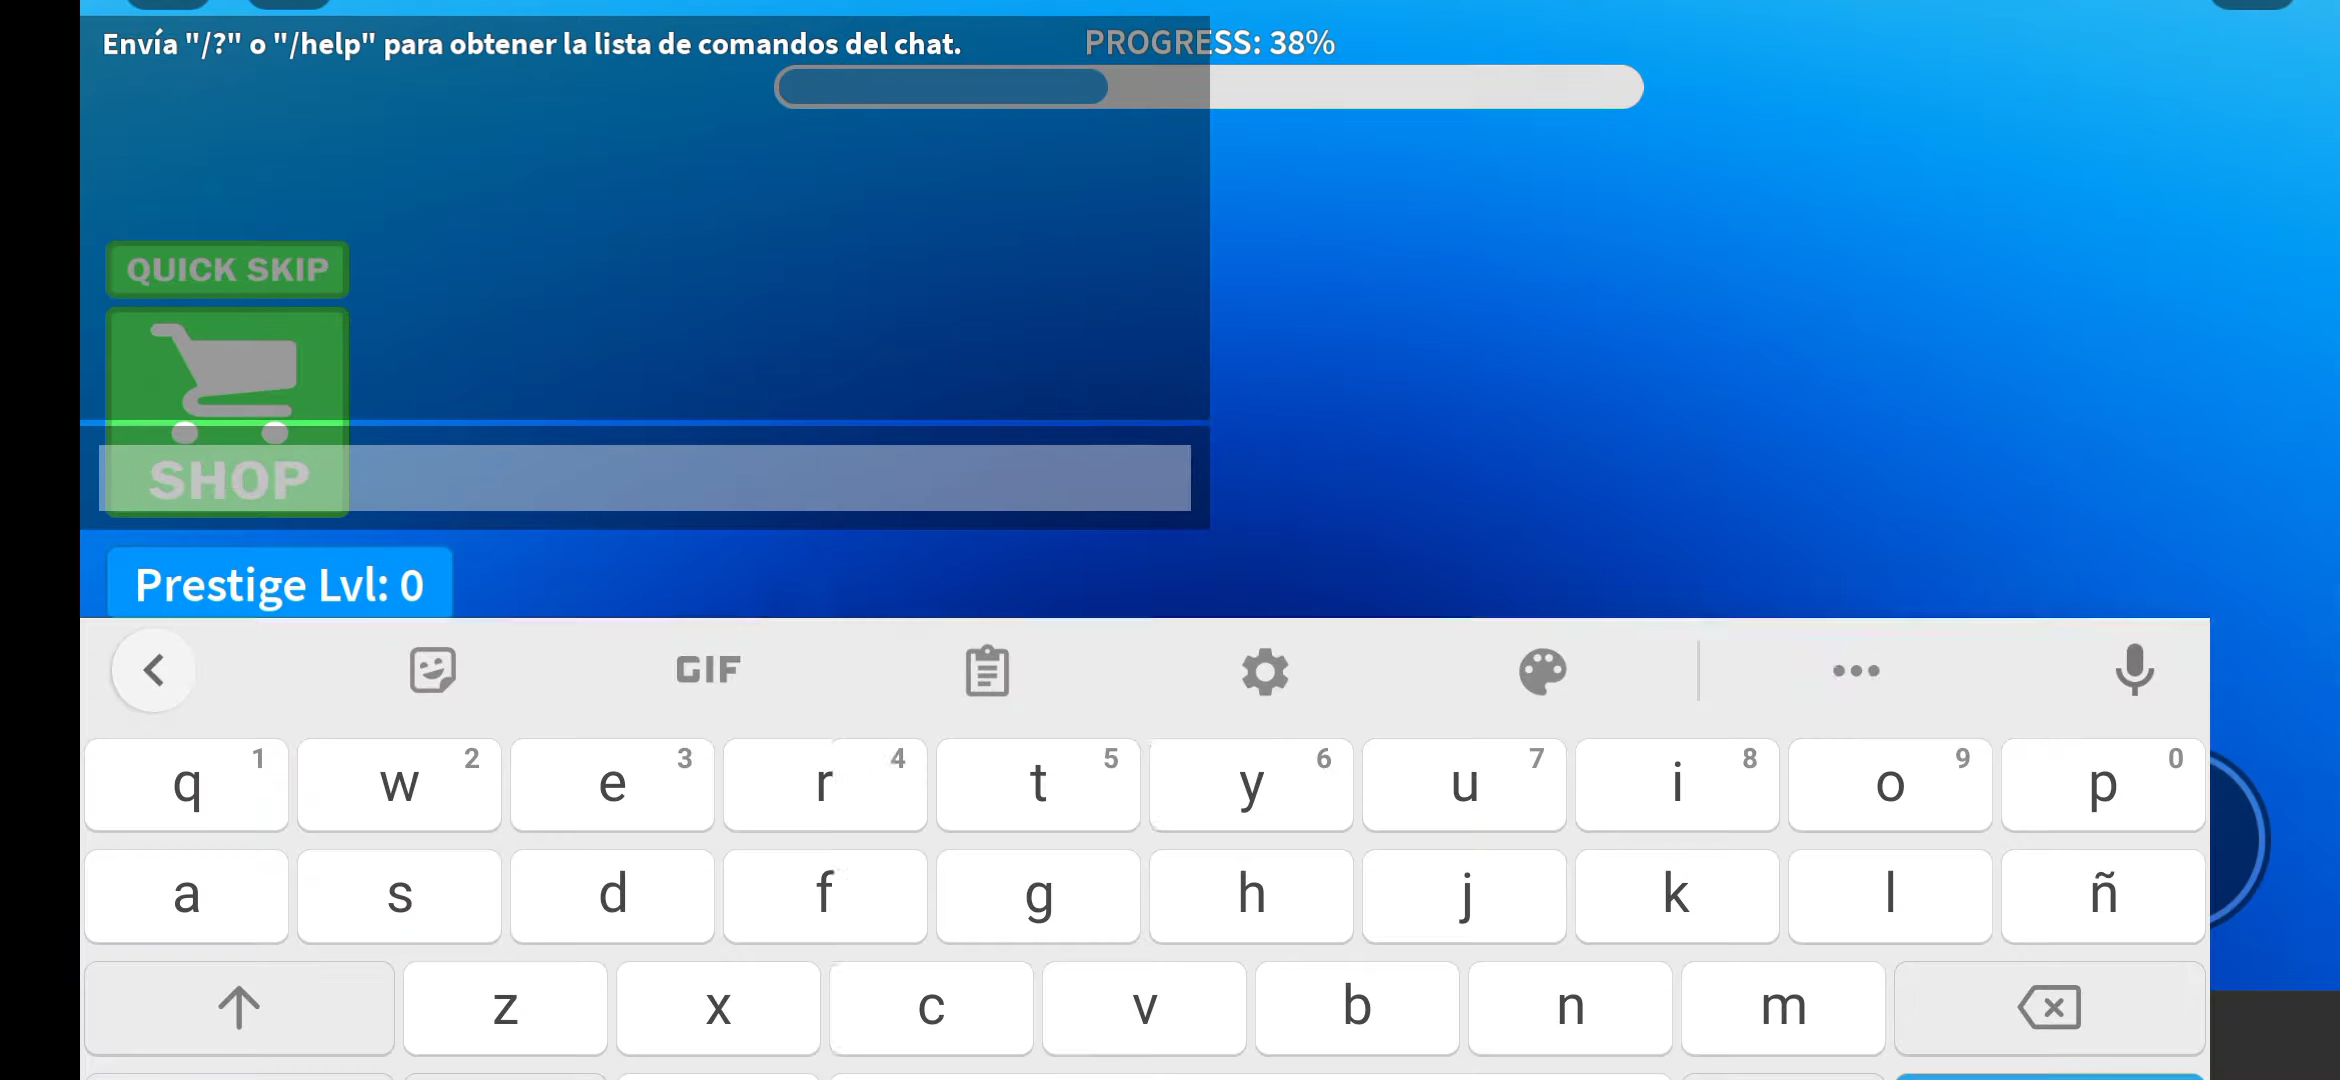 Envía "/?" o "/help" para obtener la lista de comandos del chat.
PROGRESS: 38%
QUICK SKIP
SHOP
Prestige Lvl: 0
GIF
q 1 w 2 e 3 r 4 t 5 y 6 u 7 i 8 o 9 p 0
a s d f g h j k l ñ
z x c v b n m